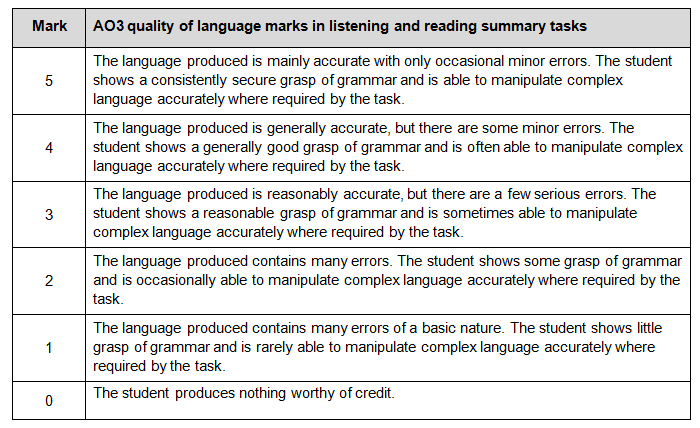 Mark AO3 quality of language marks in listening and reading summary tasks
5 The language produced is mainly accurate with only occasional minor errors. The student
shows a consistently secure grasp of grammar and is able to manipulate complex
language accurately where required by the task.
4 The language produced is generally accurate, but there are some minor errors. The
student shows a generally good grasp of grammar and is often able to manipulate complex
language accurately where required by the task.
3 The language produced is reasonably accurate, but there are a few serious errors. The
student shows a reasonable grasp of grammar and is sometimes able to manipulate
complex language accurately where required by the task.
2 The language produced contains many errors. The student shows some grasp of grammar
and is occasionally able to manipulate complex language accurately where required by the
task.
1 The language produced contains many errors of a basic nature. The student shows little
grasp of grammar and is rarely able to manipulate complex language accurately where
required by the task.
0 The student produces nothing worthy of credit.